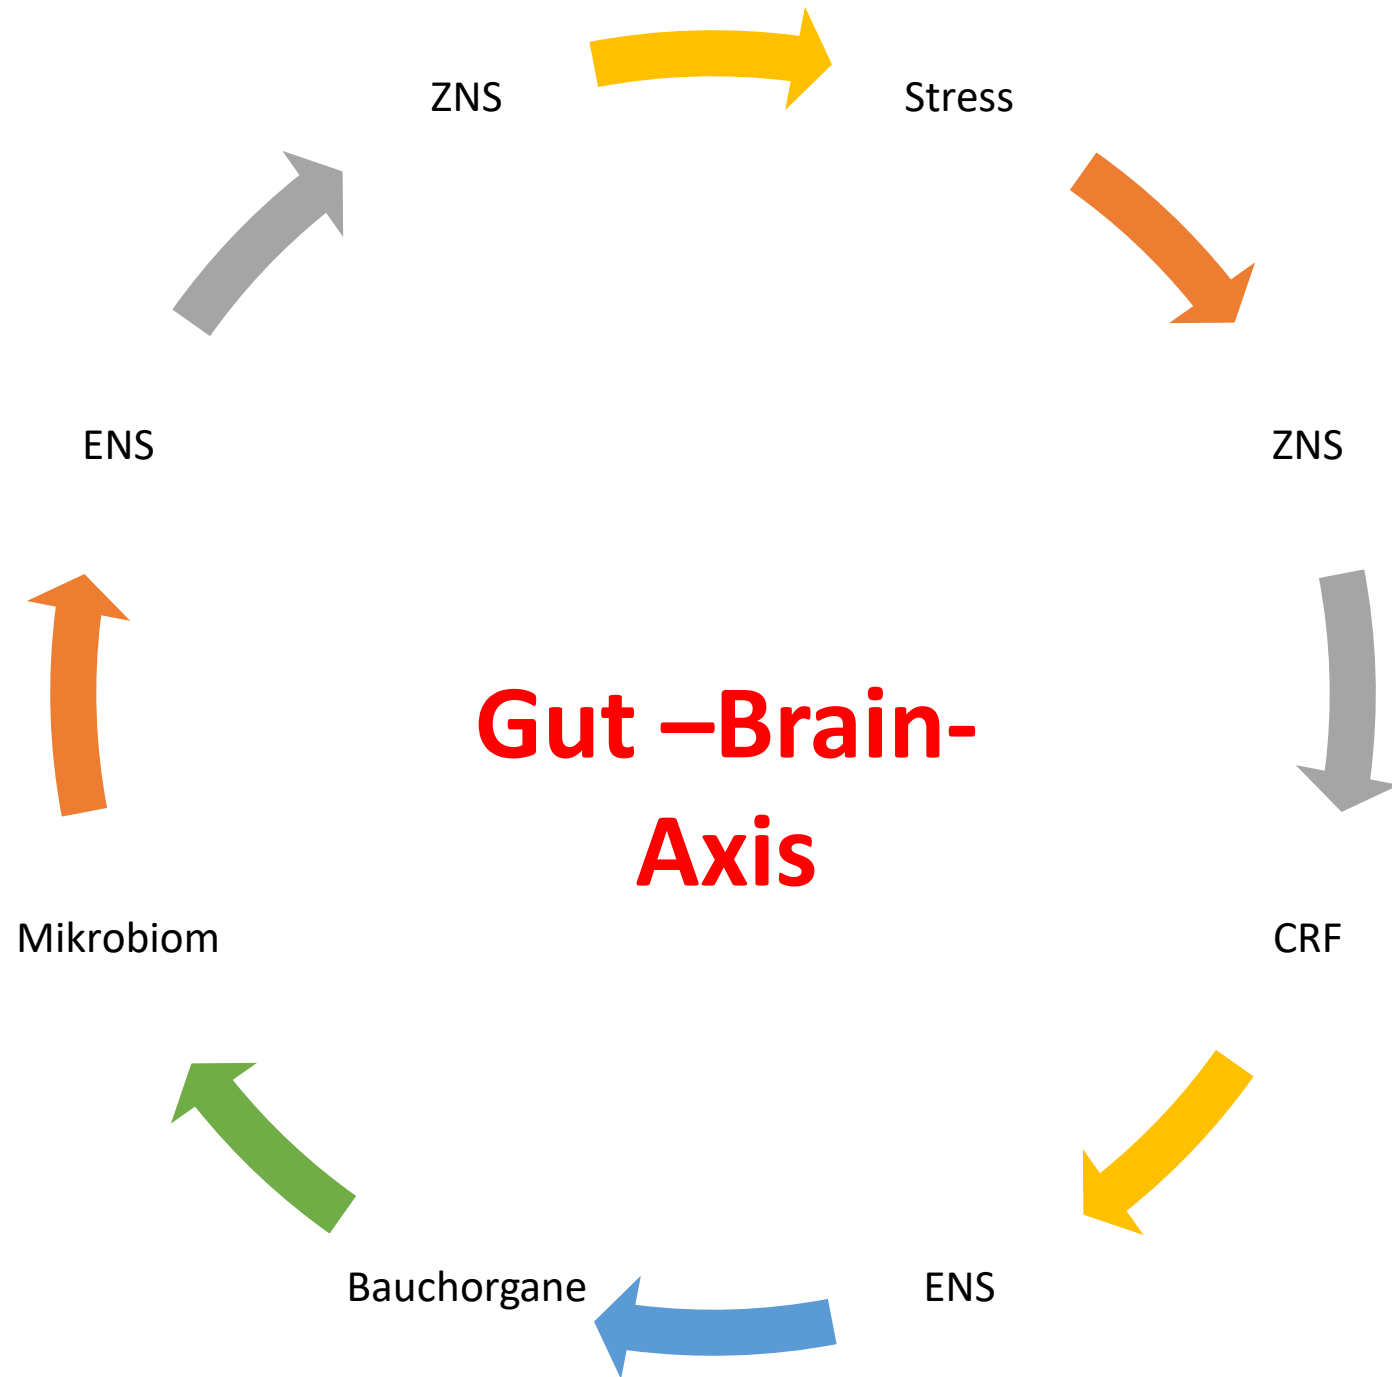 ZNS
Stress
ZNS
CRF
ENS
Bauchorgane
Mikrobiom
ENS
Gut –Brain-
Axis